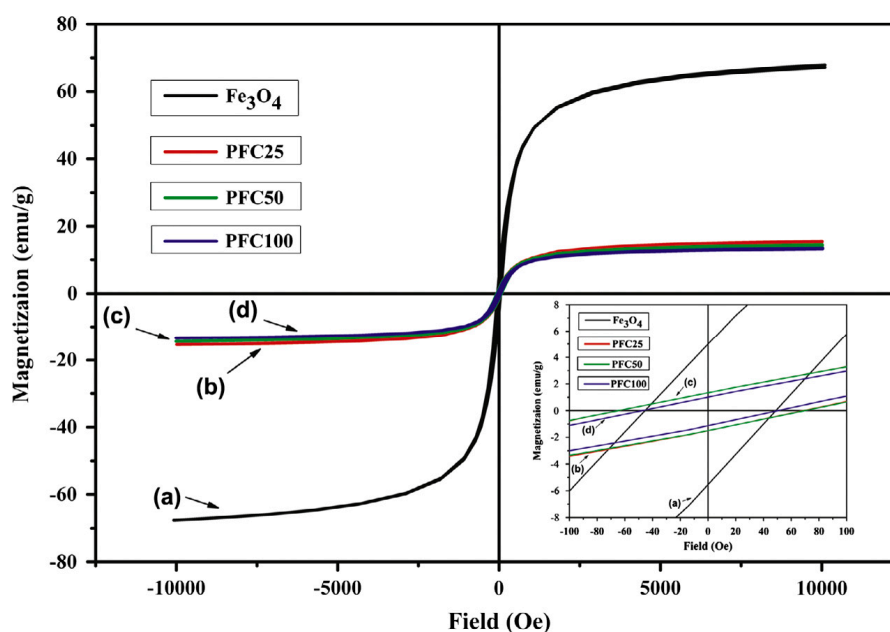 Magnetizaion (emu/g)
80
60
40
20
0
-20
-40
-60
-80
-10000
-5000
0
5000
10000
Field (Oe)
Fe3O4
PFC25
PFC50
PFC100
(c)
(d)
(b)
(a)
Magnetizaion (emu/g)
8
6
4
2
0
-2
-4
-6
-8
-100
-80
-60
-40
-20
0
20
40
60
80
100
Field (Oe)
Fe3O4
PFC25
PFC50
PFC100
(c)
(d)
(b)
(a)